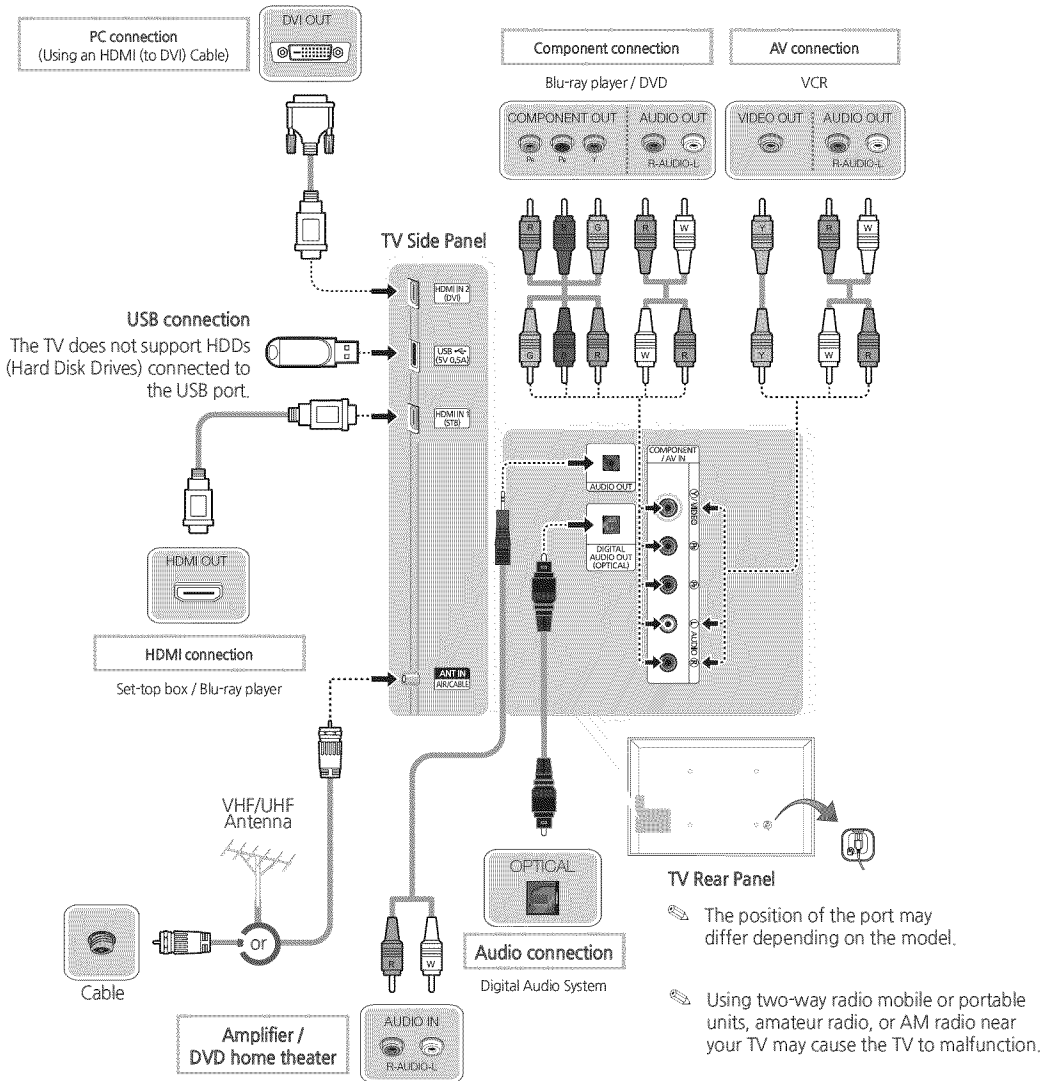 PC connection
(Using an HDMI (to DVI) Cable)
DVI OUT
Component connection
Blu-ray player / DVD
COMPONENT OUT
PR
PB
Y
AUDIO OUT
R-AUDIO-L
AV connection
VCR
VIDEO OUT
AUDIO OUT
R-AUDIO-L
R
B
G
R
W
Y
R
W
G
B
R
W
R
Y
W
R
TV Side Panel
HDMI IN 2
(DVI)
USB
(5V 0,5A)
HDMI IN 1
(STB)
ANT IN
AIR/CABLE
USB connection
The TV does not support HDDs
(Hard Disk Drives) connected to
the USB port.
HDMI OUT
HDMI connection
Set-top box / Blu-ray player
AUDIO OUT
DIGITAL
AUDIO OUT
(OPTICAL)
COMPONENT
/ AV IN
Y / VIDEO
L AUDIO R
VHF/UHF
Antenna
or
Cable
R
W
Amplifier /
DVD home theater
AUDIO IN
R-AUDIO-L
OPTICAL
Audio connection
Digital Audio System
TV Rear Panel
The position of the port may
differ depending on the model.
Using two-way radio mobile or portable
units, amateur radio, or AM radio near
your TV may cause the TV to malfunction.